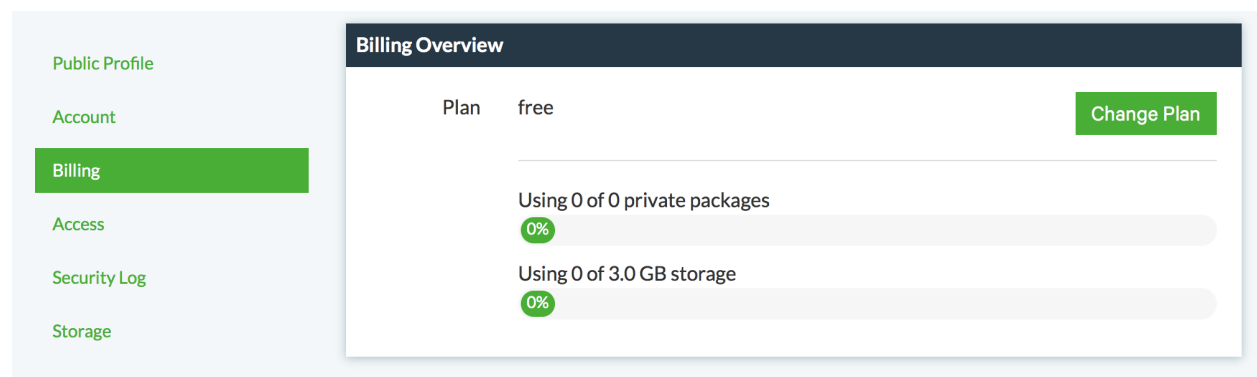 Public Profile
Account
Billing
Access
Security Log
Storage
Billing Overview
Plan free
Change Plan
Using 0 of 0 private packages
0%
Using 0 of 3.0 GB storage
0%